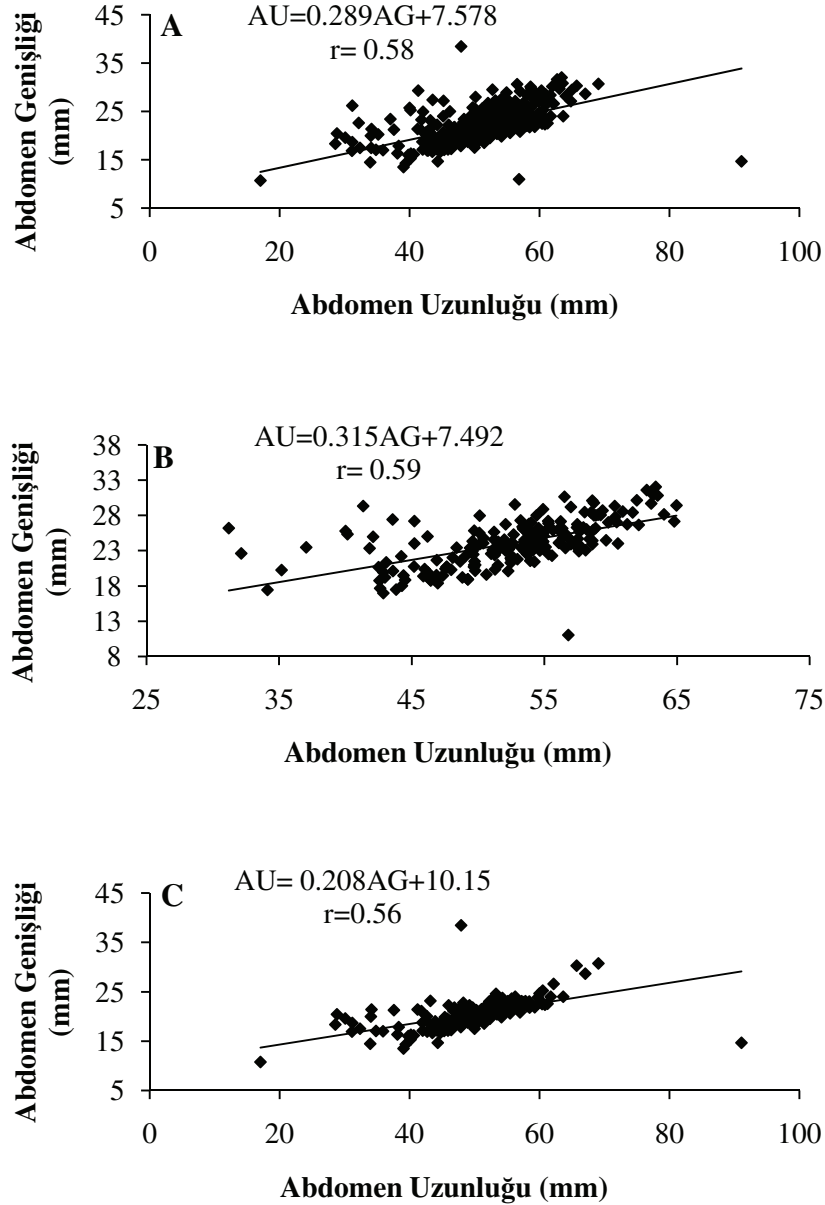 A
AU=0.289AG+7.578
r= 0.58
Abdomen Genişliği
(mm)
45
35
25
15
5
0 20 40 60 80 100
Abdomen Uzunluğu (mm)
B
AU=0.315AG+7.492
r= 0.59
Abdomen Genişliği
(mm)
38
33
28
23
18
13
8
25 35 45 55 65 75
Abdomen Uzunluğu (mm)
C
AU= 0.208AG+10.15
r=0.56
Abdomen Genişliği
(mm)
45
35
25
15
5
0 20 40 60 80 100
Abdomen Uzunluğu (mm)